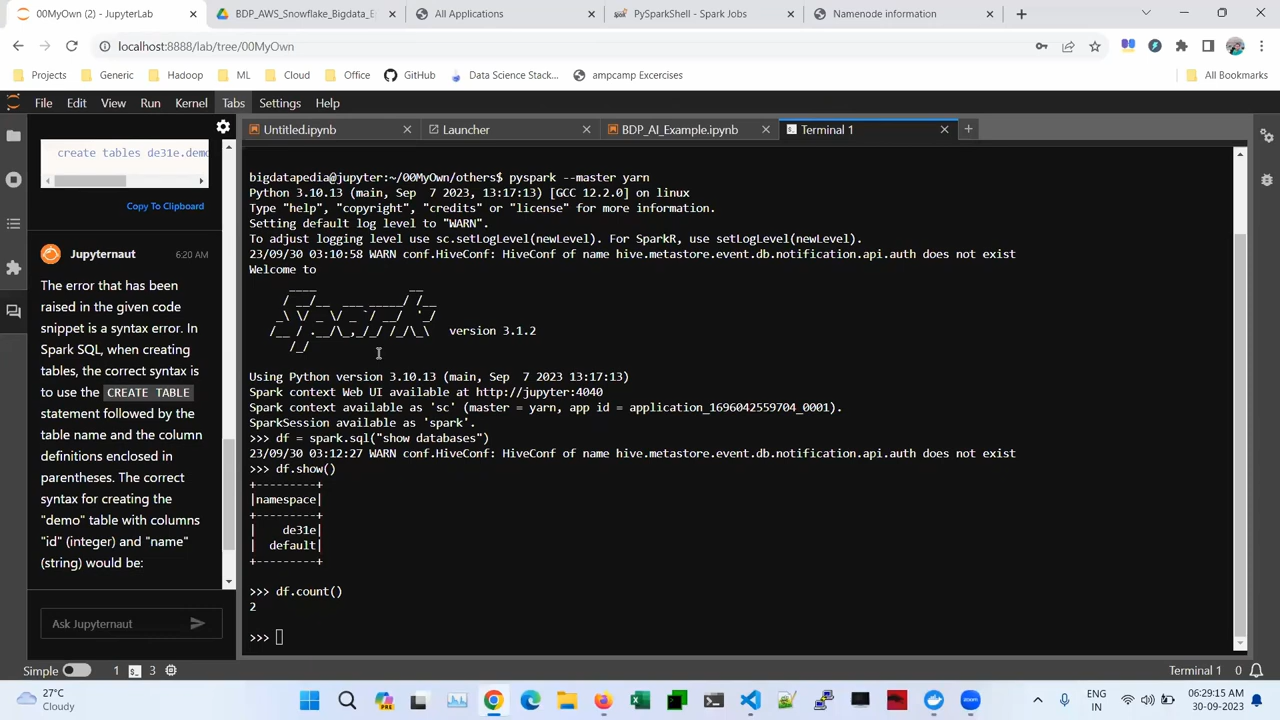 00MyOwn (2) - JupyterLab
BDP_AWS_Snowflake_Bigdata_E
All Applications
PySparkShell - Spark Jobs
Namenode information
localhost:8888/lab/tree/00MyOwn
Projects
Generic
Hadoop
ML
Cloud
Office
GitHub
Data Science Stack...
ampcamp Excercises
All Bookmarks
File
Edit
View
Run
Kernel
Tabs
Settings
Help
Untitled.ipynb
Launcher
BDP_AI_Example.ipynb
Terminal 1
create tables de31e.demo
Copy To Clipboard
Jupyternaut
6:20 AM
The error that has been
raised in the given code
snippet is a syntax error. In
Spark SQL, when creating
tables, the correct syntax is
to use the CREATE TABLE
statement followed by the
table name and the column
definitions enclosed in
parentheses. The correct
syntax for creating the
"demo" table with columns
"id" (integer) and "name"
(string) would be:
Ask Jupyternaut
bigdatapedia@jupyter:~/00MyOwn/others$ pyspark --master yarn
Python 3.10.13 (main, Sep  7 2023, 13:17:13) [GCC 12.2.0] on linux
Type "help", "copyright", "credits" or "license" for more information.
Setting default log level to "WARN".
To adjust logging level use sc.setLogLevel(newLevel). For SparkR, use setLogLevel(newLevel).
23/09/30 03:10:58 WARN conf.HiveConf: HiveConf of name hive.metastore.event.db.notification.api.auth does not exist
Welcome to
version 3.1.2
Using Python version 3.10.13 (main, Sep  7 2023 13:17:13)
Spark context Web UI available at http://jupyter:4040
Spark context available as 'sc' (master = yarn, app id = application_1696042559704_0001).
SparkSession available as 'spark'.
>>> df = spark.sql("show databases")
23/09/30 03:12:27 WARN conf.HiveConf: HiveConf of name hive.metastore.event.db.notification.api.auth does not exist
>>> df.show()
+---------+
|namespace|
+---------+
|    de31e|
|  default|
+---------+
>>> df.count()
2
>>>
Simple
1
3
Terminal 1
0
27°C
Cloudy
ENG
IN
06:29:15 AM
30-09-2023